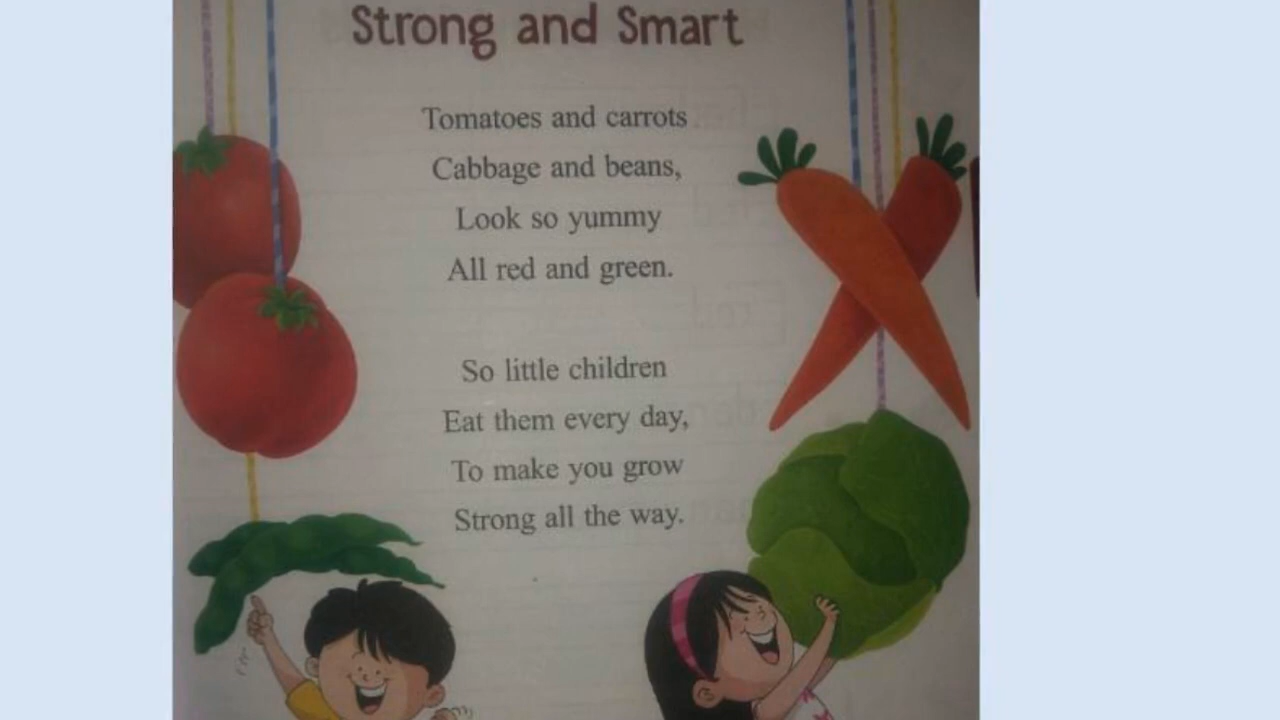 Strong and Smart
Tomatoes and carrots
Cabbage and beans,
Look so yummy
All red and green.
So little children
Eat them every day,
To make you grow
Strong all the way.